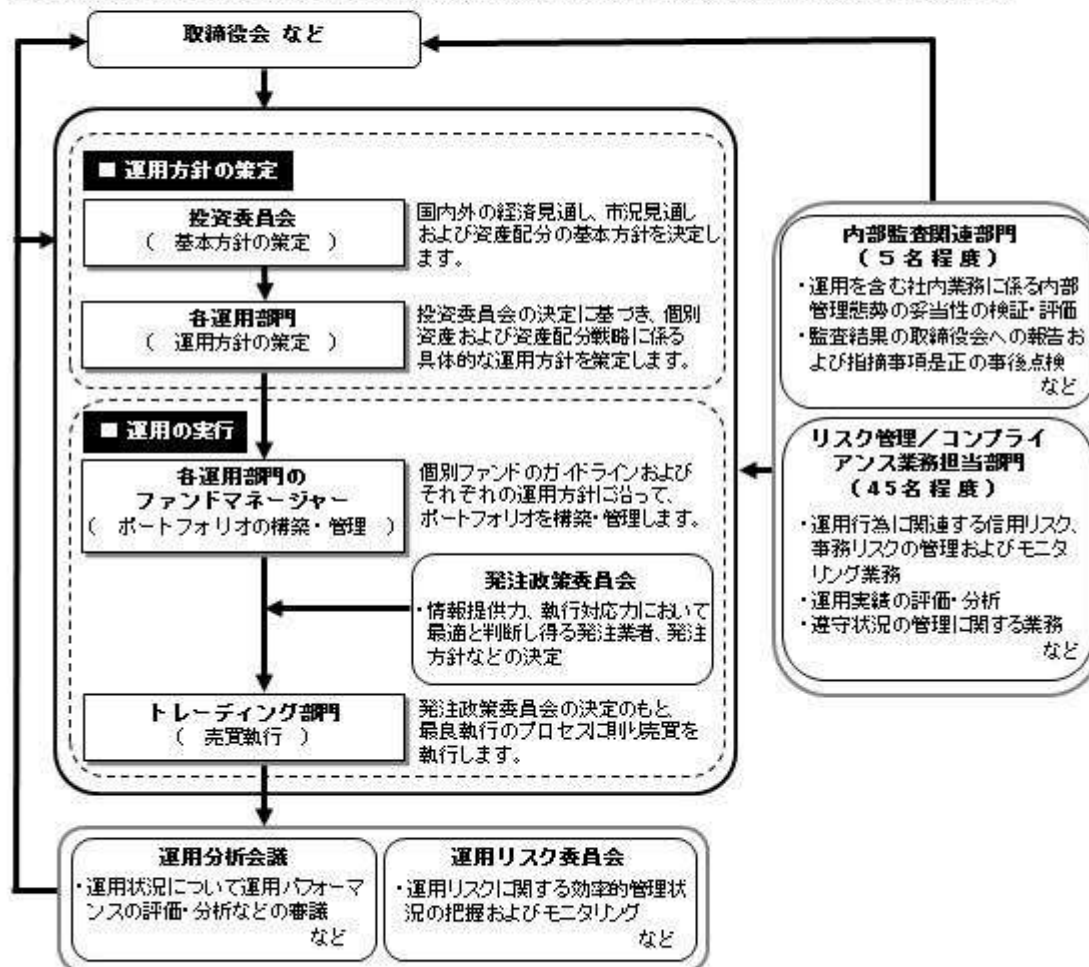 取締役会 など
■ 運用方針の策定
投資委員会
( 基本方針の策定 )
国内外の経済見通し、市況見通し
および資産配分の基本方針を決定し
ます。
各運用部門
( 運用方針の策定 )
投資委員会の決定に基づき、個別
資産および資産配分戦略に係る
具体的な運用方針を策定します。
■ 運用の実行
各運用部門の
ファンドマネージャー
( ポートフォリオの構築・管理 )
個別ファンドのガイドラインおよび
それぞれの運用方針に沿って、
ポートフォリオを構築・管理します。
発注政策委員会
・情報提供力、執行対応力において
最適と判断し得る発注業者、発注
方針などの決定
トレーディング部門
( 売買執行 )
発注政策委員会の決定のもと、
最良執行のプロセスに則り売買を
執行します。
運用分析会議
・運用状況について運用パフォーマ
ンスの評価・分析などの審議
など
運用リスク委員会
・運用リスクに関する効率的管理状
況の把握およびモニタリング
など
内部監査関連部門
(5名程度)
・運用を含む社内業務に係る内部
管理態勢の妥当性の検証・評価
・監査結果の取締役会への報告お
よび指摘事項是正の事後点検
など
リスク管理/コンプライ
アンス業務担当部門
(45名程度)
・運用行為に関連する信用リスク、
事務リスクの管理およびモニタ
リング業務
・運用実績の評価・分析
・遵守状況の管理に関する業務
など